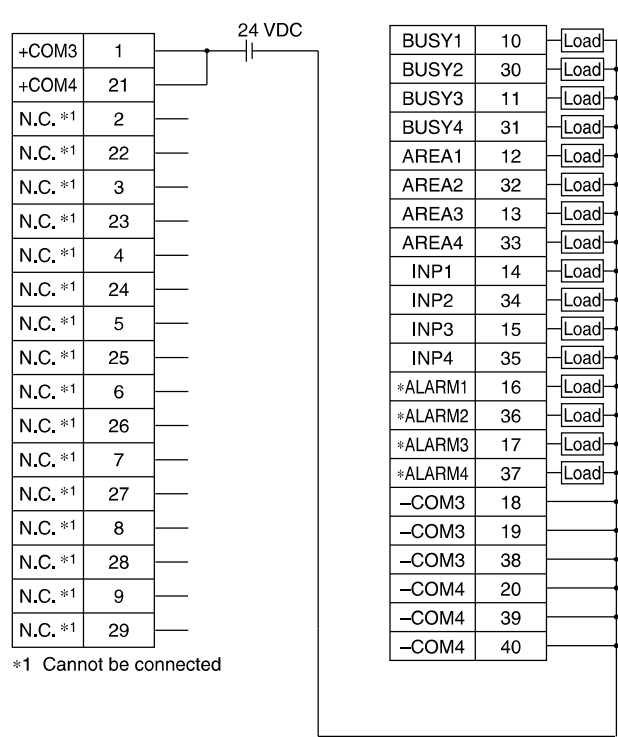 24 VDC
+COM3 1
+COM4 21
N.C. *1 2
N.C. *1 22
N.C. *1 3
N.C. *1 23
N.C. *1 4
N.C. *1 24
N.C. *1 5
N.C. *1 25
N.C. *1 6
N.C. *1 26
N.C. *1 7
N.C. *1 27
N.C. *1 8
N.C. *1 28
N.C. *1 9
N.C. *1 29
*1 Cannot be connected
BUSY1 10 Load
BUSY2 30 Load
BUSY3 11 Load
BUSY4 31 Load
AREA1 12 Load
AREA2 32 Load
AREA3 13 Load
AREA4 33 Load
INP1 14 Load
INP2 34 Load
INP3 15 Load
INP4 35 Load
*ALARM1 16 Load
*ALARM2 36 Load
*ALARM3 17 Load
*ALARM4 37 Load
–COM3 18
–COM3 19
–COM3 38
–COM4 20
–COM4 39
–COM4 40